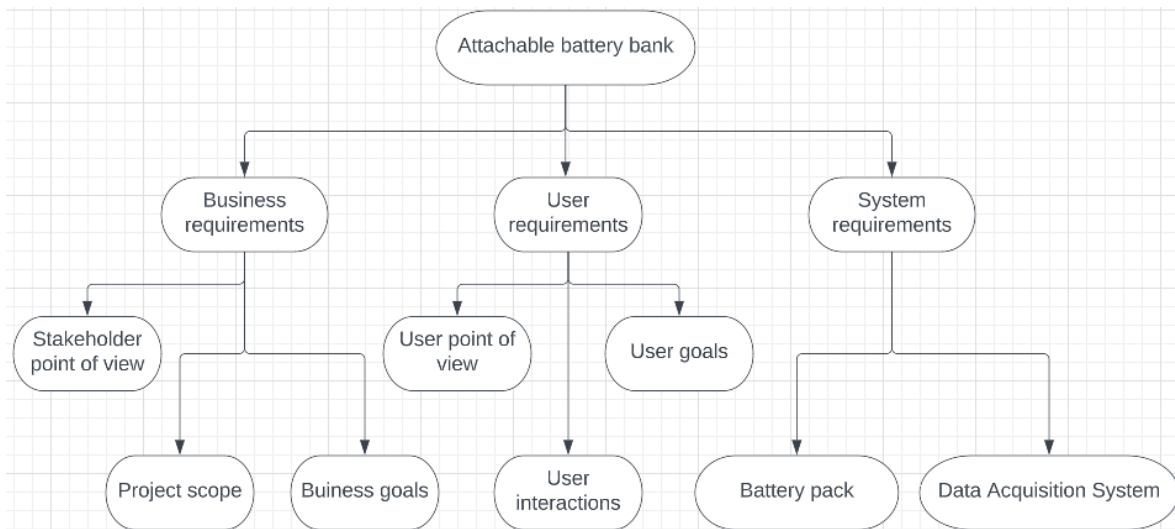 Attachable battery bank
Business
requirements
User
requirements
System
requirements
Stakeholder
point of view
User point of
view
User goals
Project scope
Buiness goals
User
interactions
Battery pack
Data Acquisition System